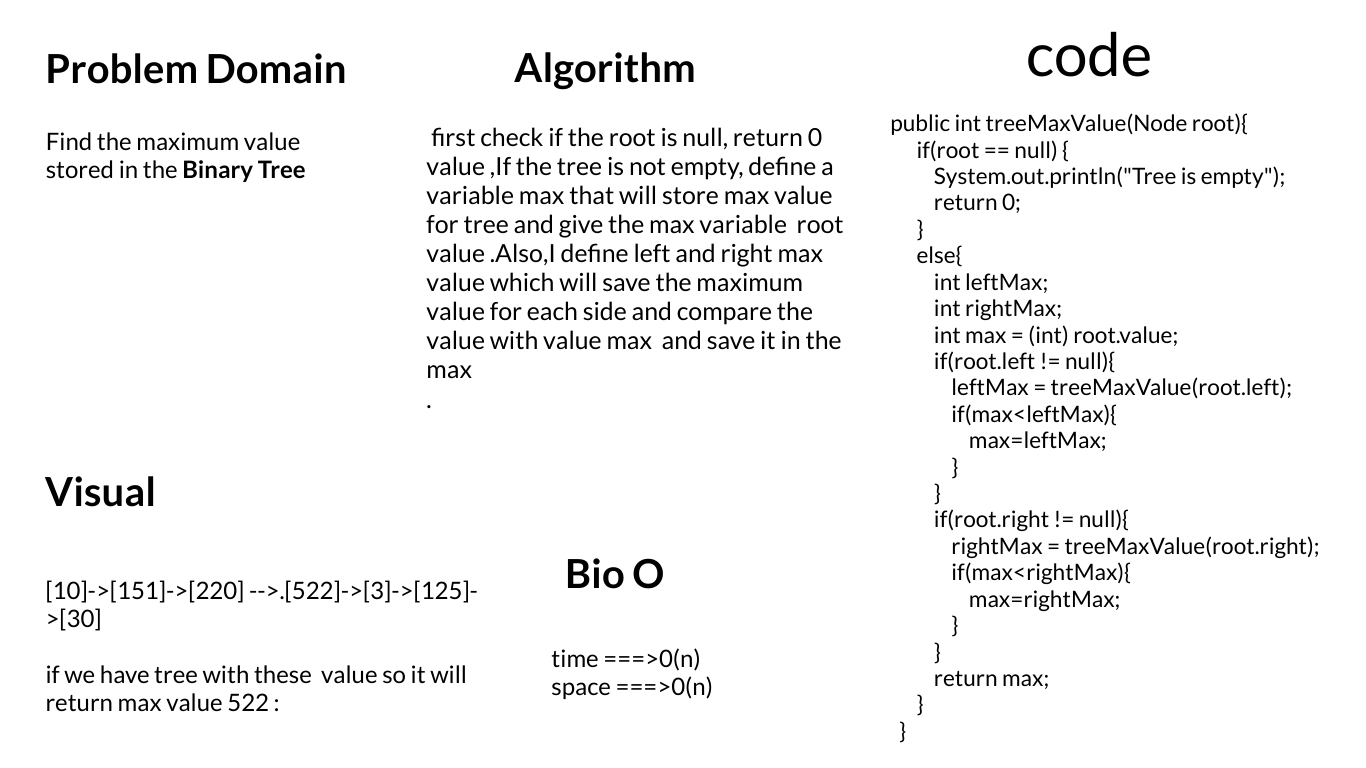 Problem Domain
Find the maximum value
stored in the Binary Tree
Algorithm
first check if the root is null, return 0
value ,If the tree is not empty, define a
variable max that will store max value
for tree and give the max variable  root
value .Also,I define left and right max
value which will save the maximum
value for each side and compare the
value with value max  and save it in the
max
.
Visual
[10]->[151]->[220] -->.[522]->[3]->[125]-
>[30]
if we have tree with these  value so it will
return max value 522 :
Bio O
time ===>0(n)
space ===>0(n)
code
public int treeMaxValue(Node root){
if(root == null) {
System.out.println("Tree is empty");
return 0;
}
else{
int leftMax;
int rightMax;
int max = (int) root.value;
if(root.left != null){
leftMax = treeMaxValue(root.left);
if(max<leftMax){
max=leftMax;
}
}
if(root.right != null){
rightMax = treeMaxValue(root.right);
if(max<rightMax){
max=rightMax;
}
}
return max;
}
}